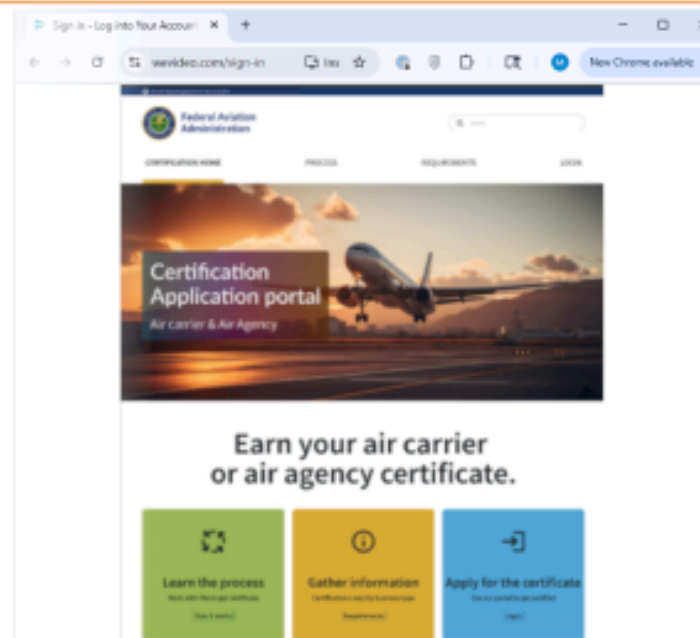 Sign in - Log into Your Account
wevideo.com/sign-in
New Chrome available
Federal Aviation
Administration
CERTIFICATION HOME
PROCESS
REQUIREMENTS
LOGIN
Certification
Application portal
Air carrier & Air Agency
Earn your air carrier
or air agency certificate.
Learn the process
Gather information
Apply for the certificate
Requirements
Login